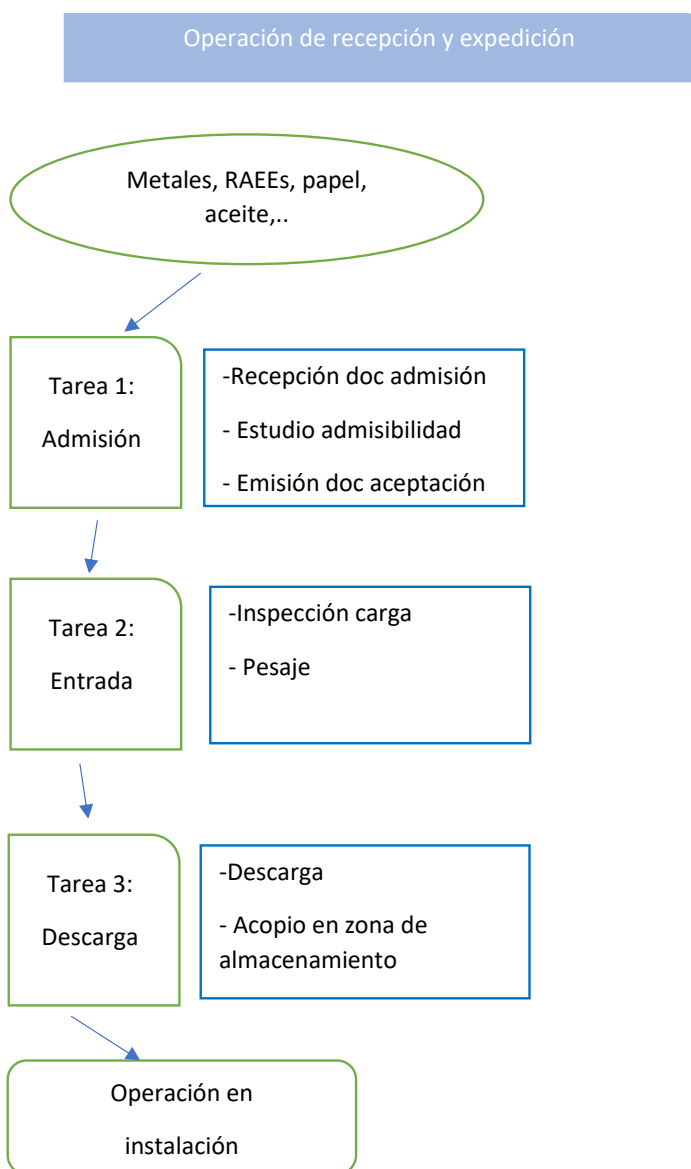 Operación de recepción y expedición
Metales, RAEEs, papel,
aceite,..
Tarea 1:
Admisión
-Recepción doc admisión
- Estudio admisibilidad
- Emisión doc aceptación
Tarea 2:
Entrada
-Inspección carga
- Pesaje
Tarea 3:
Descarga
-Descarga
- Acopio en zona de
almacenamiento
Operación en
instalación